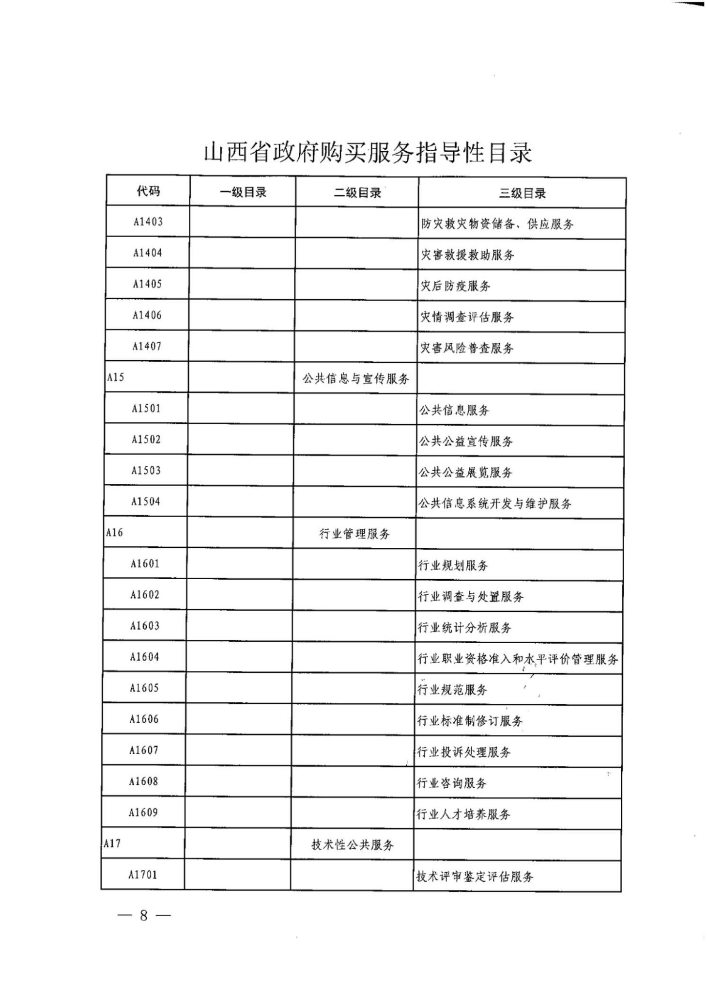 山西省政府购买服务指导性目录
代码 一级目录 二级目录 三级目录
A1403 防灾救灾物资储备、供应服务
A1404 灾害救援救助服务
A1405 灾后防疫服务
A1406 灾情调查评估服务
A1407 灾害风险普查服务
A15 公共信息与宣传服务
A1501 公共信息服务
A1502 公共公益宣传服务
A1503 公共公益展览服务
A1504 公共信息系统开发与维护服务
A16 行业管理服务
A1601 行业规划服务
A1602 行业调查与处置服务
A1603 行业统计分析服务
A1604 行业职业资格准入和水平评价管理服务
A1605 行业规范服务
A1606 行业标准制修订服务
A1607 行业投诉处理服务
A1608 行业咨询服务
A1609 行业人才培养服务
A17 技术性公共服务
A1701 技术评审鉴定评估服务
— 8 —